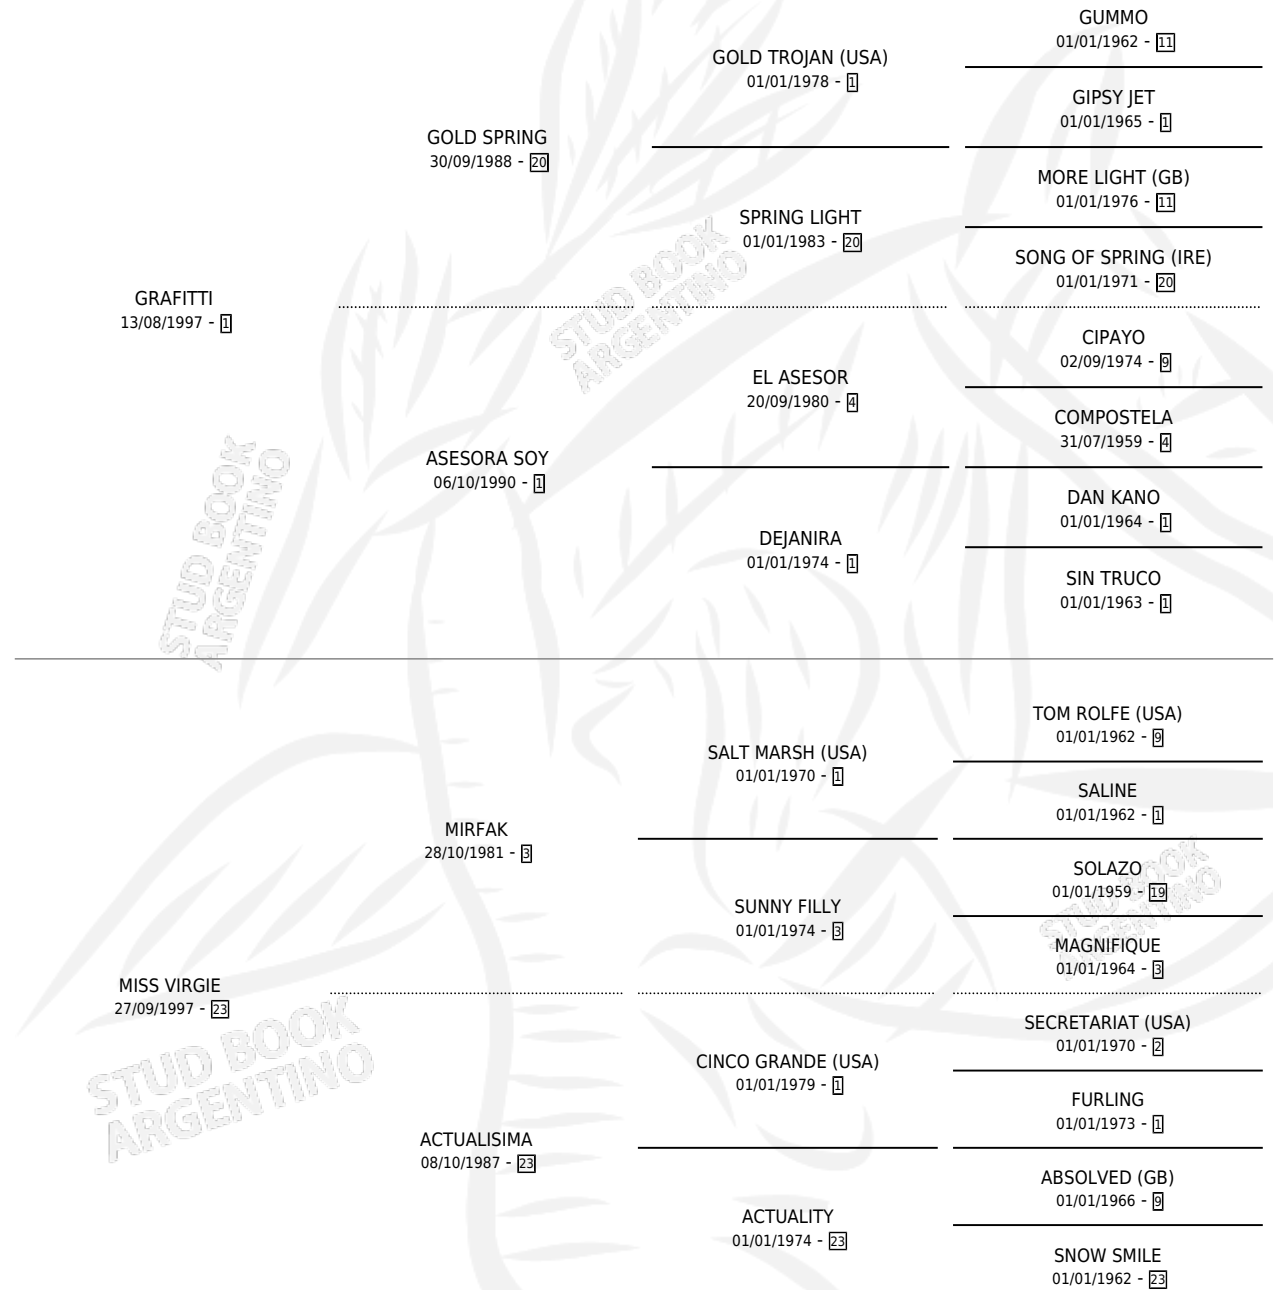 GUMMO
01/01/1962 - 11
GOLD TROJAN (USA)
01/01/1978 - 1
GIPSY JET
01/01/1965 - 1
GOLD SPRING
30/09/1988 - 20
MORE LIGHT (GB)
01/01/1976 - 11
SPRING LIGHT
01/01/1983 - 20
SONG OF SPRING (IRE)
01/01/1971 - 20
GRAFITTI
13/08/1997 - 1
CIPAYO
02/09/1974 - 9
EL ASESOR
20/09/1980 - 4
COMPOSTELA
31/07/1959 - 4
ASESORA SOY
06/10/1990 - 1
DAN KANO
01/01/1964 - 1
DEJANIRA
01/01/1974 - 1
SIN TRUCO
01/01/1963 - 1
TOM ROLFE (USA)
01/01/1962 - 9
SALT MARSH (USA)
01/01/1970 - 1
SALINE
01/01/1962 - 1
MIRFAK
28/10/1981 - 3
SOLAZO
01/01/1959 - 19
SUNNY FILLY
01/01/1974 - 3
MAGNIFIQUE
01/01/1964 - 3
MISS VIRGIE
27/09/1997 - 23
SECRETARIAT (USA)
01/01/1970 - 2
CINCO GRANDE (USA)
01/01/1979 - 1
FURLING
01/01/1973 - 1
ACTUALISIMA
08/10/1987 - 23
ABSOLVED (GB)
01/01/1966 - 9
ACTUALITY
01/01/1974 - 23
SNOW SMILE
01/01/1962 - 23
STUD BOOK
ARGENTINO
STUD BOOK
ARGENTINO
STUD BOOK
ARGENTINO
STUD BOOK
ARGENTINO